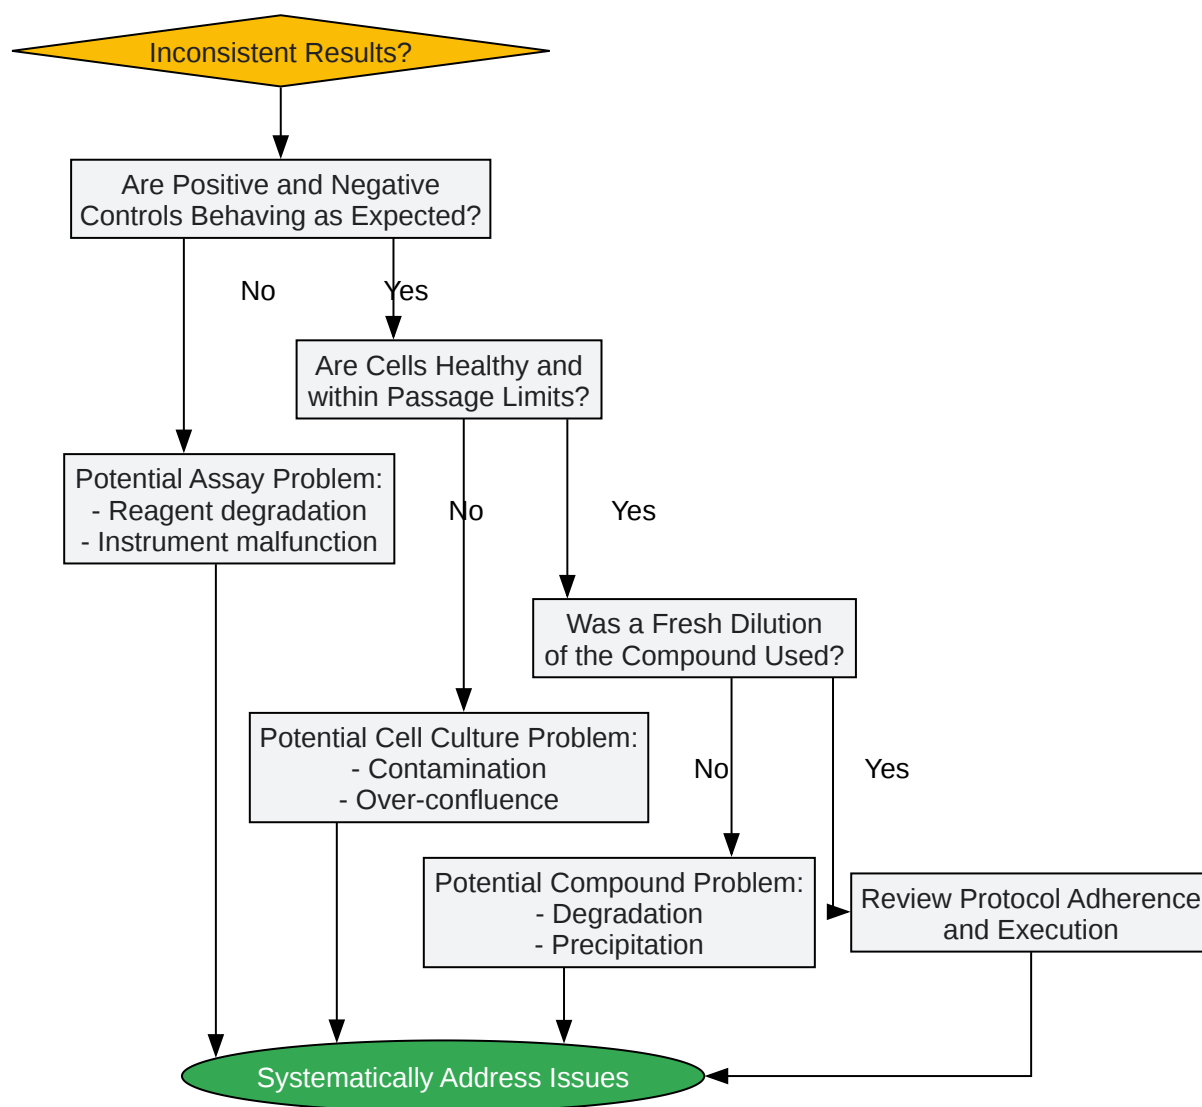 Inconsistent Results?
Are Positive and Negative
Controls Behaving as Expected?
No
Yes
Are Cells Healthy and
within Passage Limits?
Potential Assay Problem:
- Reagent degradation
- Instrument malfunction
No
Yes
Was a Fresh Dilution
of the Compound Used?
Potential Cell Culture Problem:
- Contamination
- Over-confluence
No
Yes
Potential Compound Problem:
- Degradation
- Precipitation
Review Protocol Adherence
and Execution
Systematically Address Issues